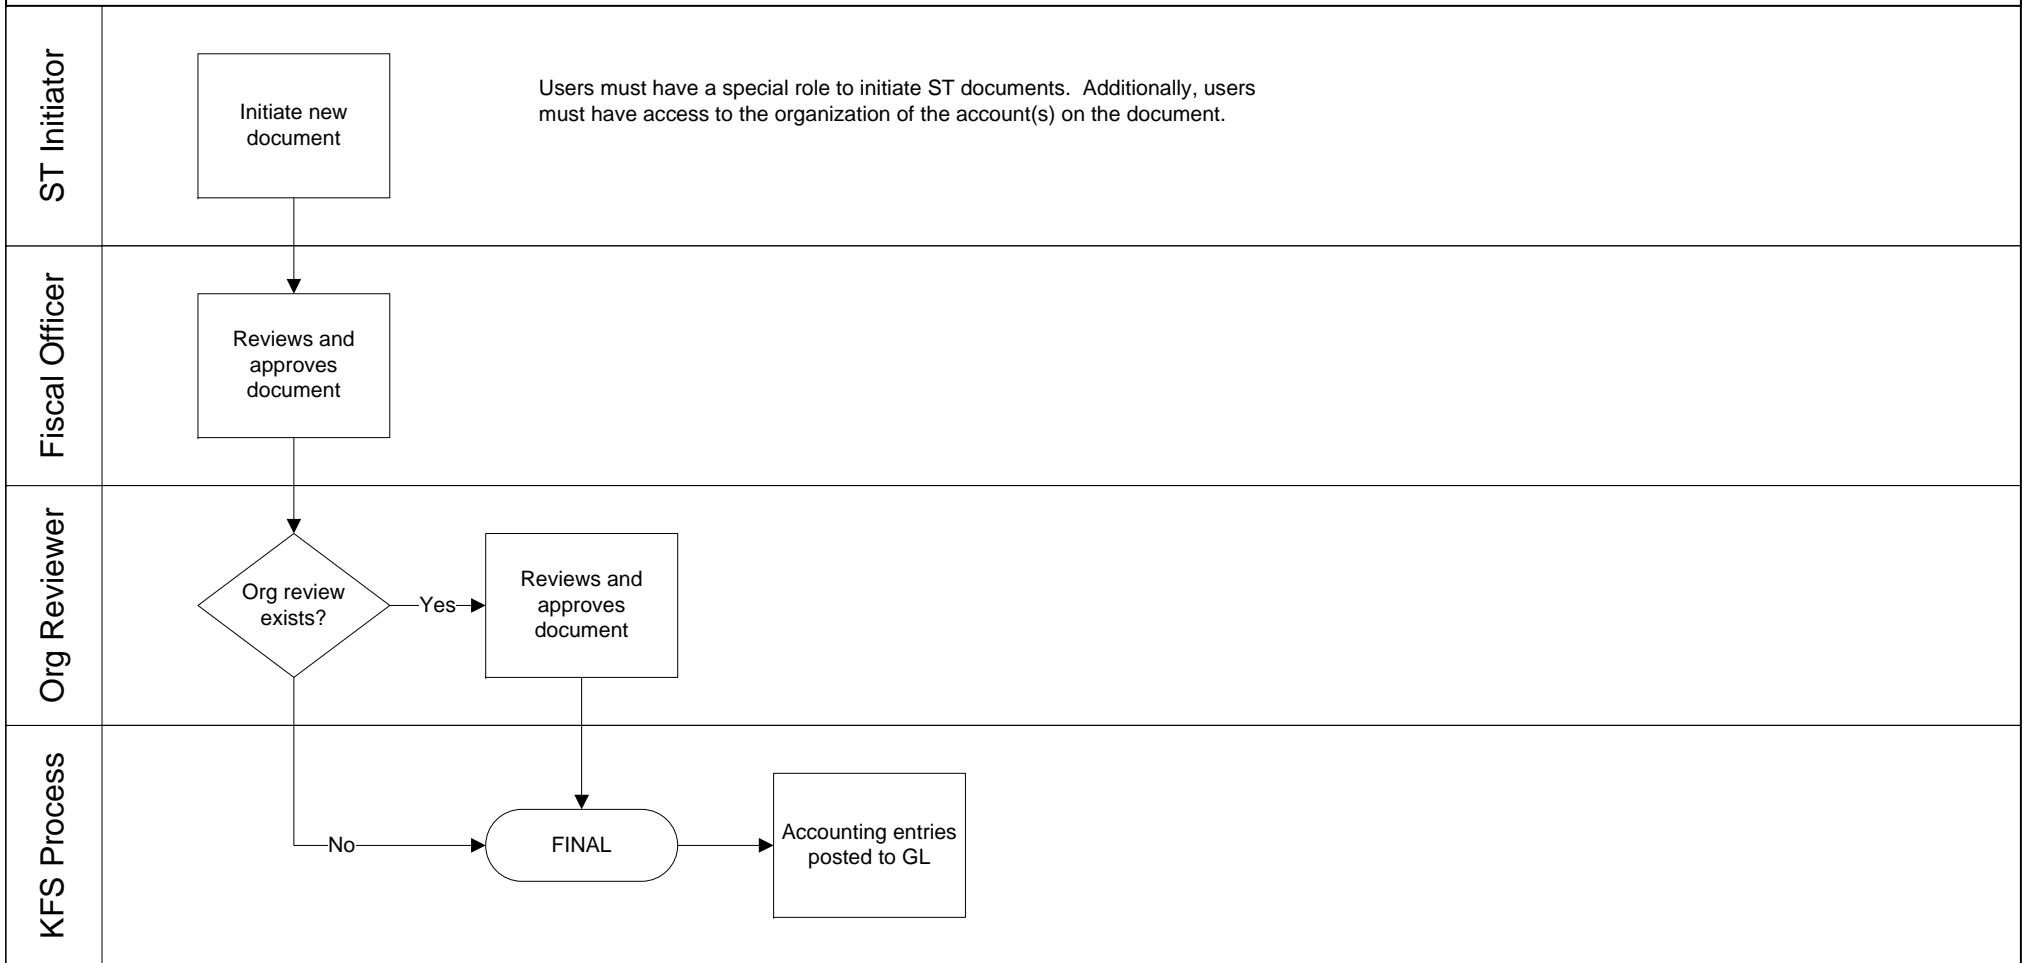 ST Initiator
Initiate new
document
Users must have a special role to initiate ST documents.  Additionally, users
must have access to the organization of the account(s) on the document.
Fiscal Officer
Reviews and
approves
document
Org Reviewer
Org review
exists?
Yes
Reviews and
approves
document
KFS Process
No
FINAL
Accounting entries
posted to GL